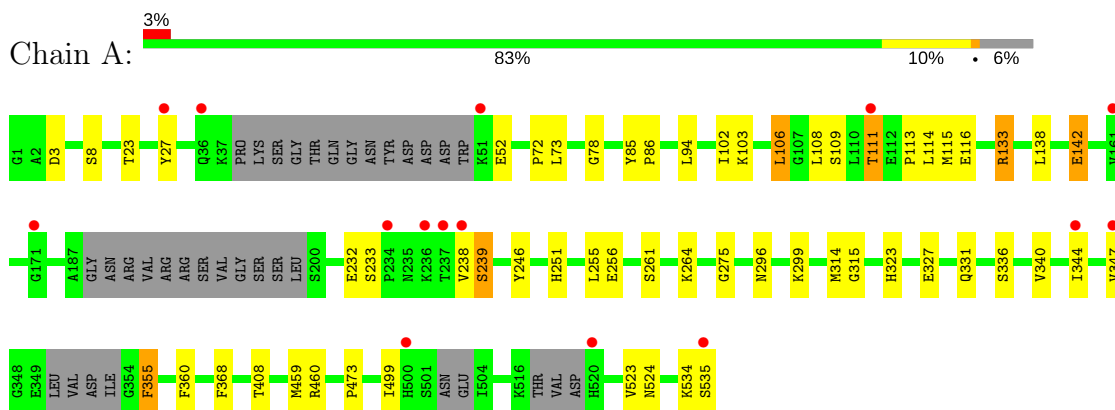 3%
Chain A:
83% 10% • 6%
G1 A2 D3 S8 T23 Y27 Q36 K37 PRO LYS SER GLY THR GLN GLY ASN TYR ASP ASP ASP TRP K51 E52 P72 L73 G78 Y85 P86 L94 I102 K103 L106 G107 L108 S109 L110 T111 E112 P113 L114 M115 E116 R133 L138 E142 V161
G171 A187 GLY ASN ARG VAL ARG ARG SER VAL GLY SER SER LEU S200 E232 S233 P234 N235 K236 T237 V238 S239 Y246 H251 L255 E256 S261 K264 G275 N296 K299 M314 G315 H323 E327 Q331 S336 V340 I344
G348 E349 LEU VAL ASP ILE G354 F355 F360 F368 T408 M459 R460 P473 I499 H500 S501 ASN GLU I504 K516 THR VAL ASP H520 V523 N524 K534 S535